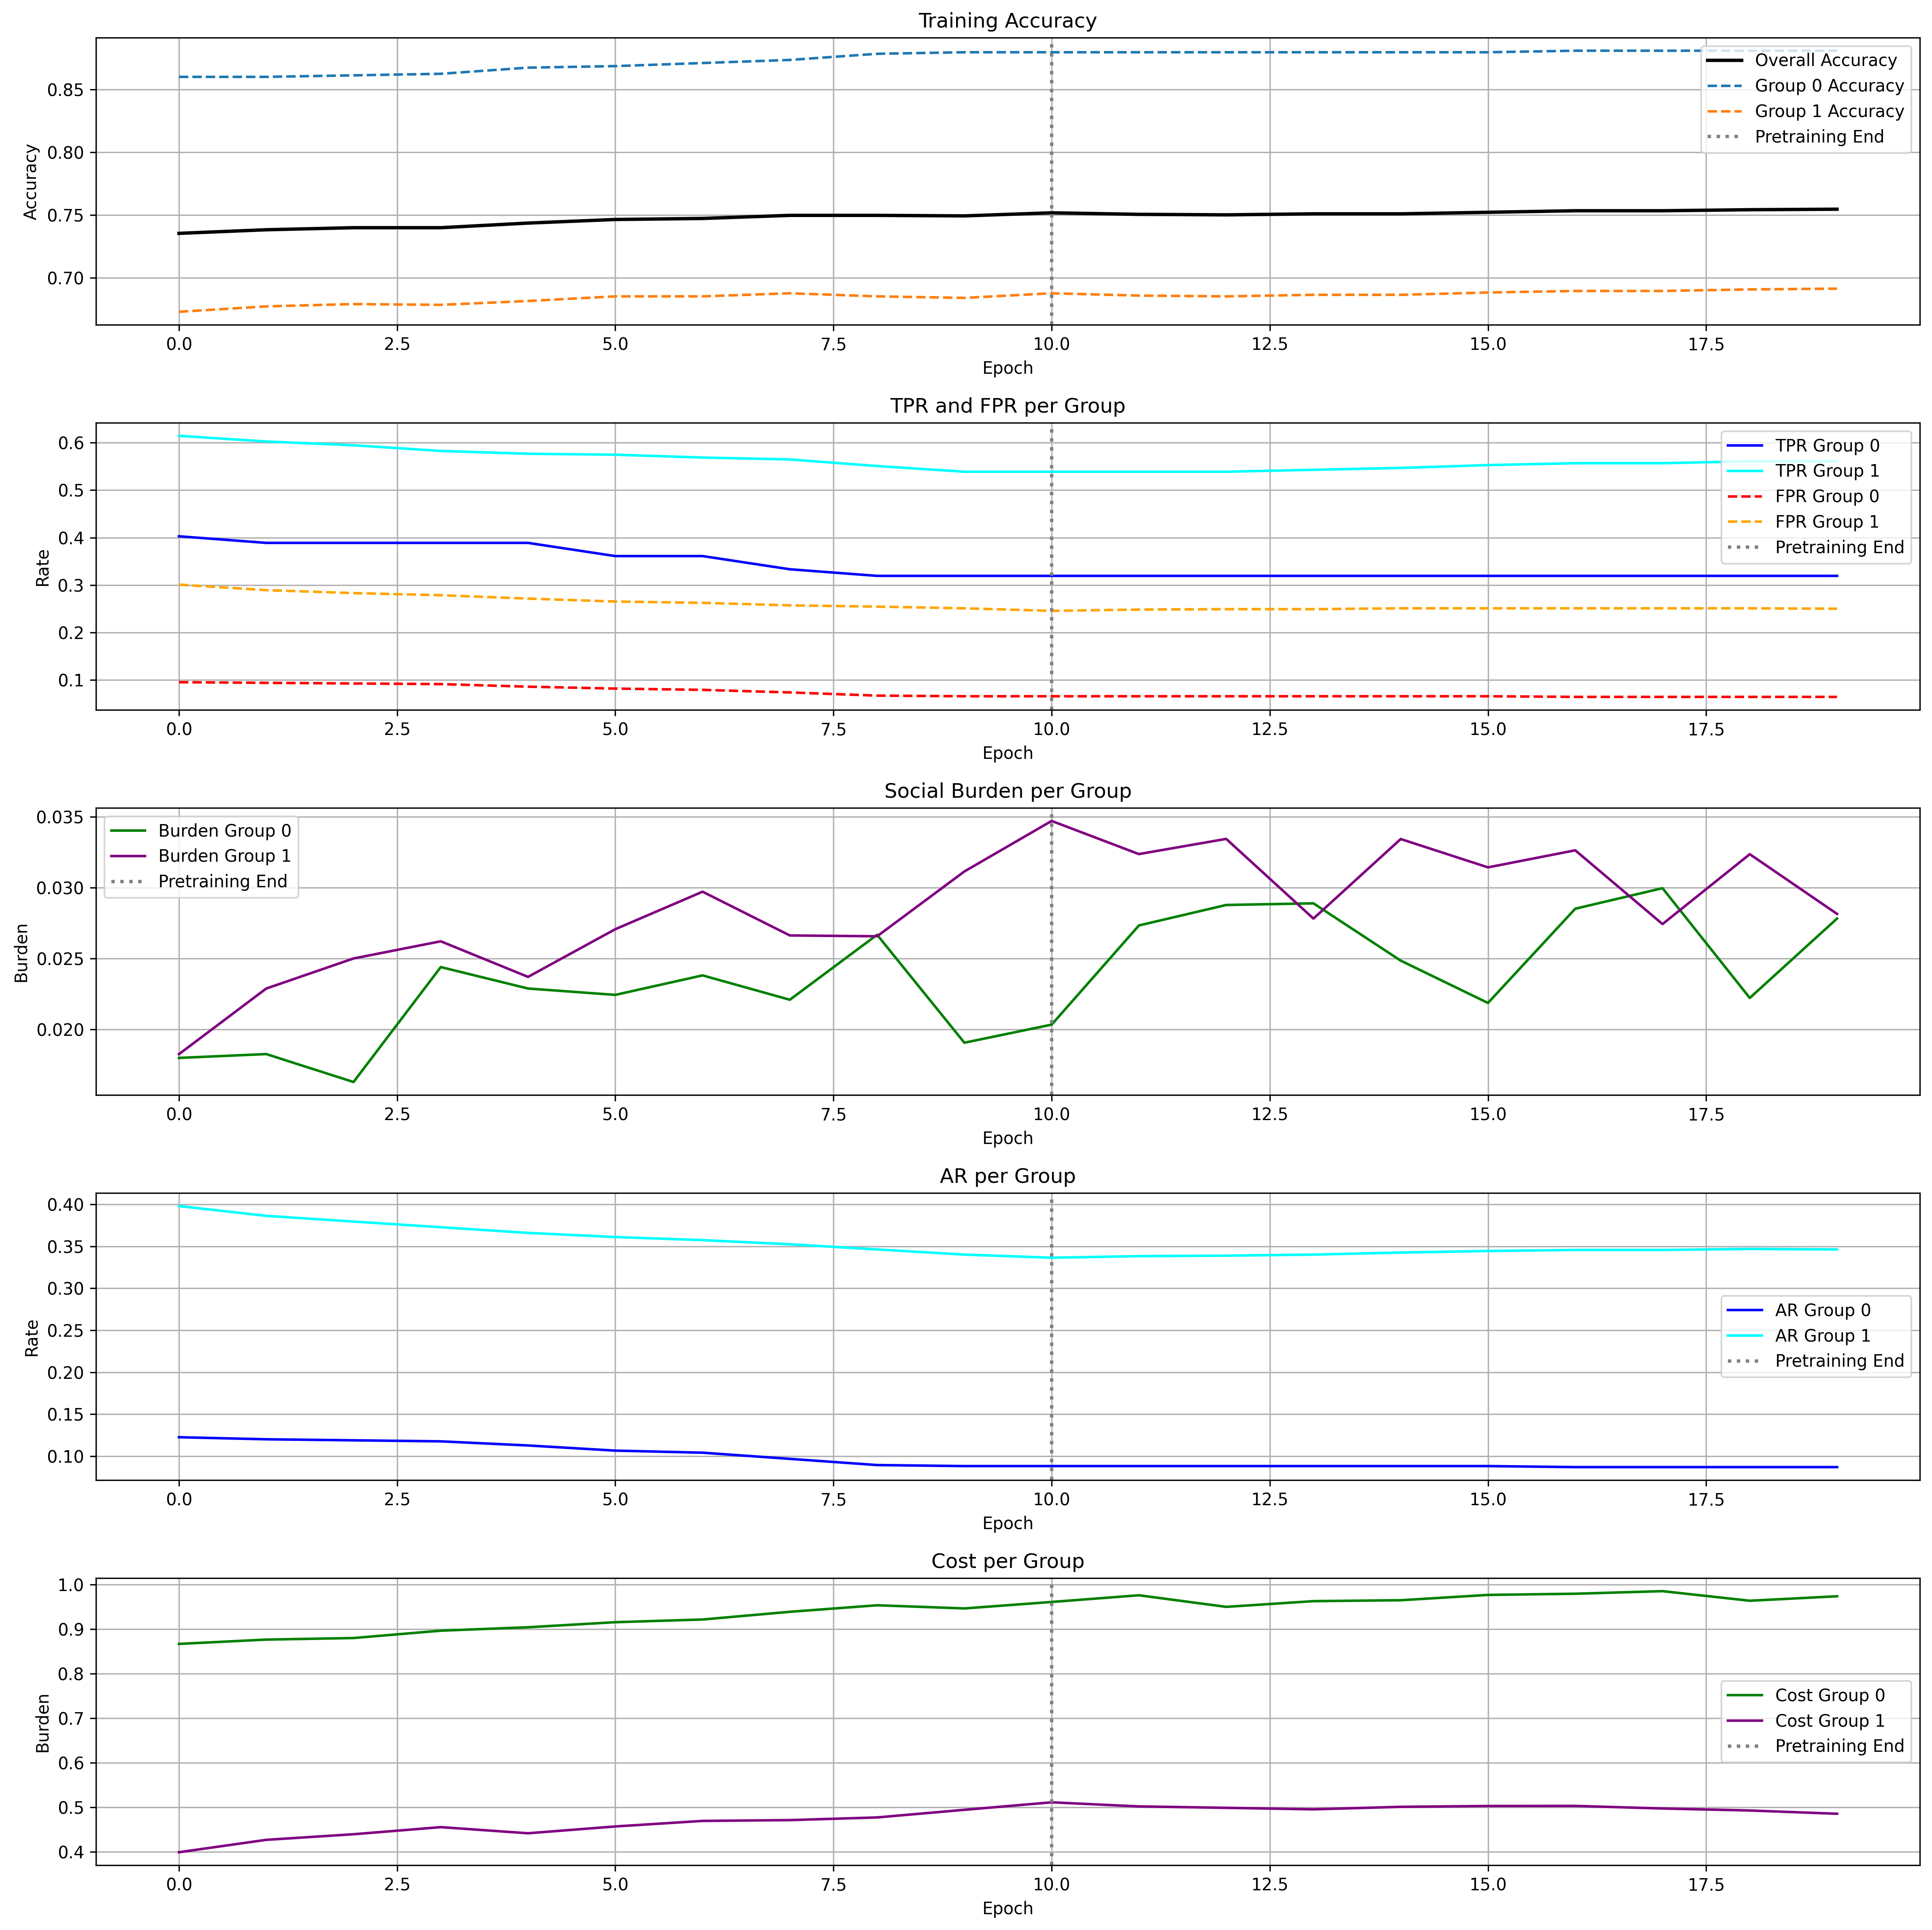 Training Accuracy
Accuracy
0.85
0.80
0.75
0.70
Overall Accuracy
Group 0 Accuracy
Group 1 Accuracy
Pretraining End
0.0 2.5 5.0 7.5 10.0 12.5 15.0 17.5
Epoch
TPR and FPR per Group
Rate
0.6
0.5
0.4
0.3
0.2
0.1
TPR Group 0
TPR Group 1
FPR Group 0
FPR Group 1
Pretraining End
0.0 2.5 5.0 7.5 10.0 12.5 15.0 17.5
Epoch
Social Burden per Group
Burden
0.035
0.030
0.025
0.020
Burden Group 0
Burden Group 1
Pretraining End
0.0 2.5 5.0 7.5 10.0 12.5 15.0 17.5
Epoch
AR per Group
Rate
0.40
0.35
0.30
0.25
0.20
0.15
0.10
AR Group 0
AR Group 1
Pretraining End
0.0 2.5 5.0 7.5 10.0 12.5 15.0 17.5
Epoch
Cost per Group
Burden
1.0
0.9
0.8
0.7
0.6
0.5
0.4
Cost Group 0
Cost Group 1
Pretraining End
0.0 2.5 5.0 7.5 10.0 12.5 15.0 17.5
Epoch